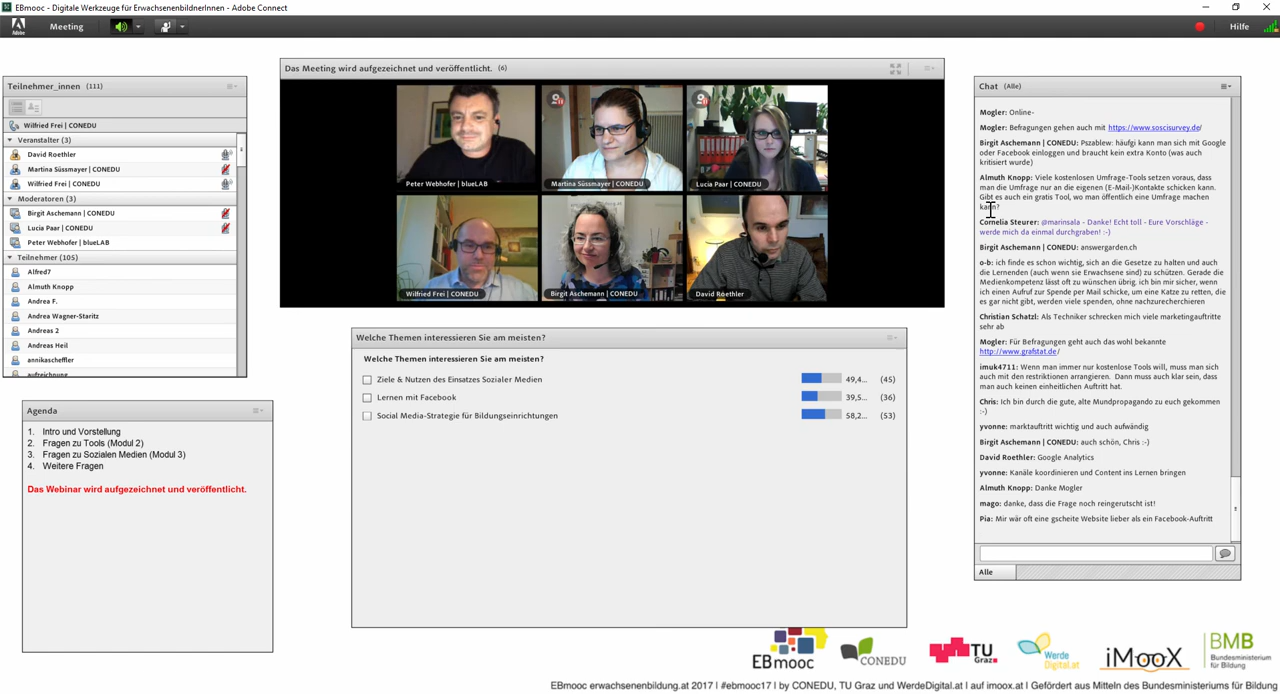 EBmooc - Digitale Werkzeuge für ErwachsenenbildnerInnen - Adobe Connect
Adobe
Meeting
Hilfe
Teilnehmer_innen (111)
Wilfried Frei | CONEDU
Veranstalter (3)
David Roethler
Martina Süssmayer | CONEDU
Wilfried Frei | CONEDU
Moderatoren (3)
Birgit Aschemann | CONEDU
Lucia Paar | CONEDU
Peter Webhofer | blueLAB
Teilnehmer (105)
Alfred7
Almuth Knopp
Andrea F.
Andrea Wagner-Staritz
Andreas 2
Andreas Heil
annikascheffler
aufreichnung
Agenda
1. Intro und Vorstellung
2. Fragen zu Tools (Modul 2)
3. Fragen zu Sozialen Medien (Modul 3)
4. Weitere Fragen
Das Webinar wird aufgezeichnet und veröffentlicht.
Das Meeting wird aufgezeichnet und veröffentlicht. (6)
Peter Webhofer | blueLAB
Martina Süssmayer | CONEDU
Lucia Paar | CONEDU
Wilfried Frei | CONEDU
Birgit Aschemann | CONEDU
David Roethler
Welche Themen interessieren Sie am meisten?
Welche Themen interessieren Sie am meisten?
Ziele & Nutzen des Einsatzes Sozialer Medien 49,4... (45)
Lernen mit Facebook 39,5... (36)
Social Media-Strategie für Bildungseinrichtungen 58,2... (53)
Chat (Alle)
Mogler: Online-
Mogler: Befragungen gehen auch mit https://www.soscisurvey.de/
Birgit Aschemann | CONEDU: Pszablew: häufgi kann man sich mit Google
oder Facebook einloggen und braucht kein extra Konto (was auch
kritisiert wurde)
Almuth Knopp: Viele kostenlosen Umfrage-Tools setzen voraus, dass
man die Umfrage nur an die eigenen (E-Mail-)Kontakte schicken kann.
Gibt es auch ein gratis Tool, wo man öffentlich eine Umfrage machen
kann?
Cornelia Steurer: @marinsala - Danke! Echt toll - Eure Vorschläge -
werde mich da einmal durchgraben! :-)
Birgit Aschemann | CONEDU: answergarden.ch
o-b: ich finde es schon wichtig, sich an die Gesetze zu halten und auch
die Lernenden (auch wenn sie Erwachsene sind) zu schützen. Gerade die
Medienkompetenz lässt oft zu wünschen übrig. ich bin mir sicher, wenn
ich einen Aufruf zur Spende per Mail schicke, um eine Katze zu retten, die
es gar nicht gibt, werden viele spenden, ohne nachzurecherchieren
Christian Schatzl: Als Techniker schrecken mich viele marketingauftritte
sehr ab
Mogler: Für Befragungen geht auch das wohl bekannte
http://www.grafstat.de/
imuk4711: Wenn man immer nur kostenlose Tools will, muss man sich
auch mit den restriktionen arrangieren. Dann muss auch klar sein, dass
man auch keinen einheitlichen Auftritt hat.
Chris: Ich bin durch die gute, alte Mundpropaganda zu euch gekommen
:-)
yvonne: marktauftritt wichtig und auch aufwändig
Birgit Aschemann | CONEDU: auch schön, Chris :-)
David Roethler: Google Analytics
yvonne: Kanäle koordinieren und Content ins Lernen bringen
Almuth Knopp: Danke Mogler
mago: danke, dass die Frage noch reingerutscht ist!
Pia: Mir wär oft eine gscheite Website lieber als ein Facebook-Auftritt
Alle
EBmooc
CONEDU
TU Graz
Werde Digital.at
iMooX
BMB
Bundesministerium
für Bildung
EBmooc erwachsenenbildung.at 2017 | #ebmooc17 | by CONEDU, TU Graz und WerdeDigital.at | auf imoox.at | Gefördert aus Mitteln des Bundesministeriums für Bildung